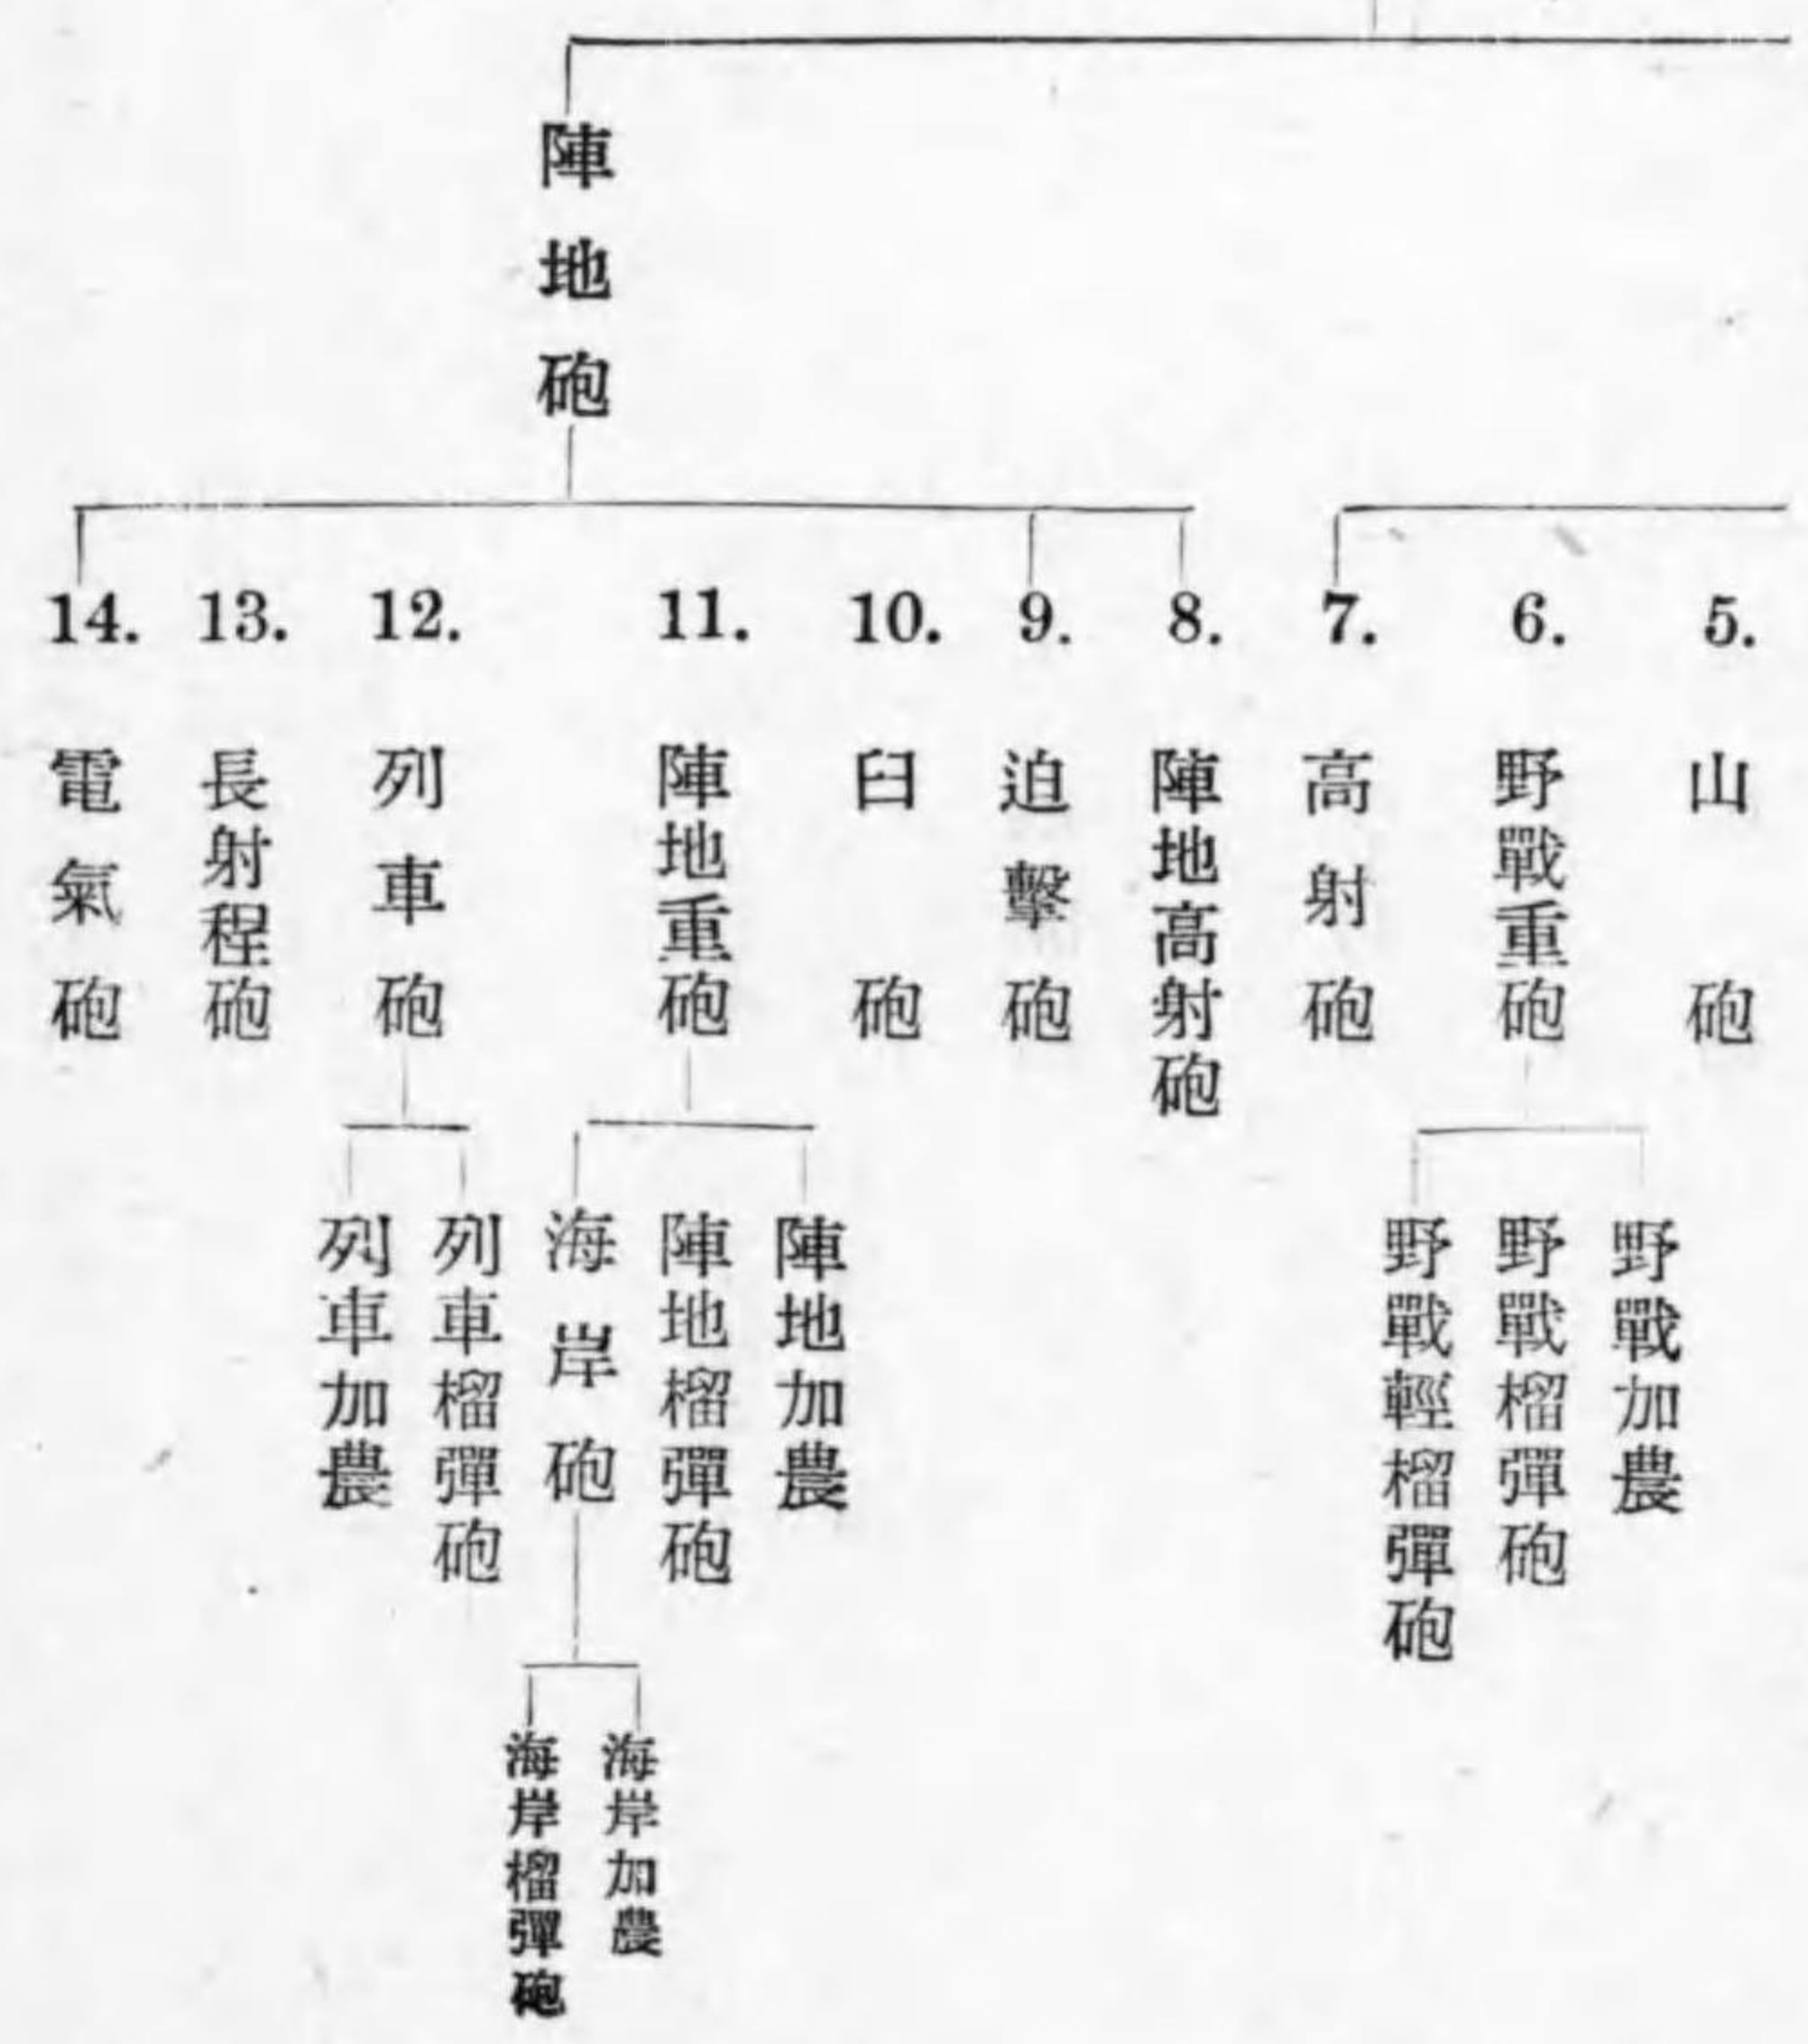 陣地砲
5. 山砲
6. 野戰重砲
野戰加農
野戰榴彈砲
野戰輕榴彈砲
7. 高射砲
8. 陣地高射砲
9. 迫擊砲
10. 臼砲
11. 陣地重砲
陣地加農
陣地榴彈砲
海岸砲
海岸加農
海岸榴彈砲
12. 列車砲
列車榴彈砲
列車加農
13. 長射程砲
14. 電氣砲